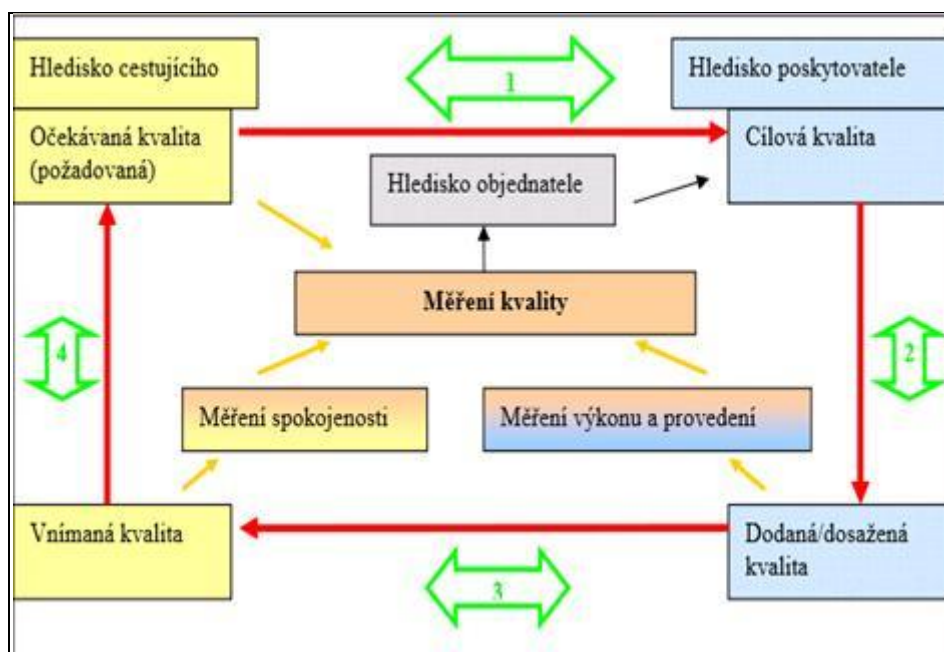 Hledisko cestujícího
1
Hledisko poskytovatele
Očekávaná kvalita
(požadovaná)
Cílová kvalita
Hledisko objednatele
Měření kvality
4
2
Měření spokojenosti
Měření výkonu a provedení
Vnímaná kvalita
Dodaná/dosažená
kvalita
3